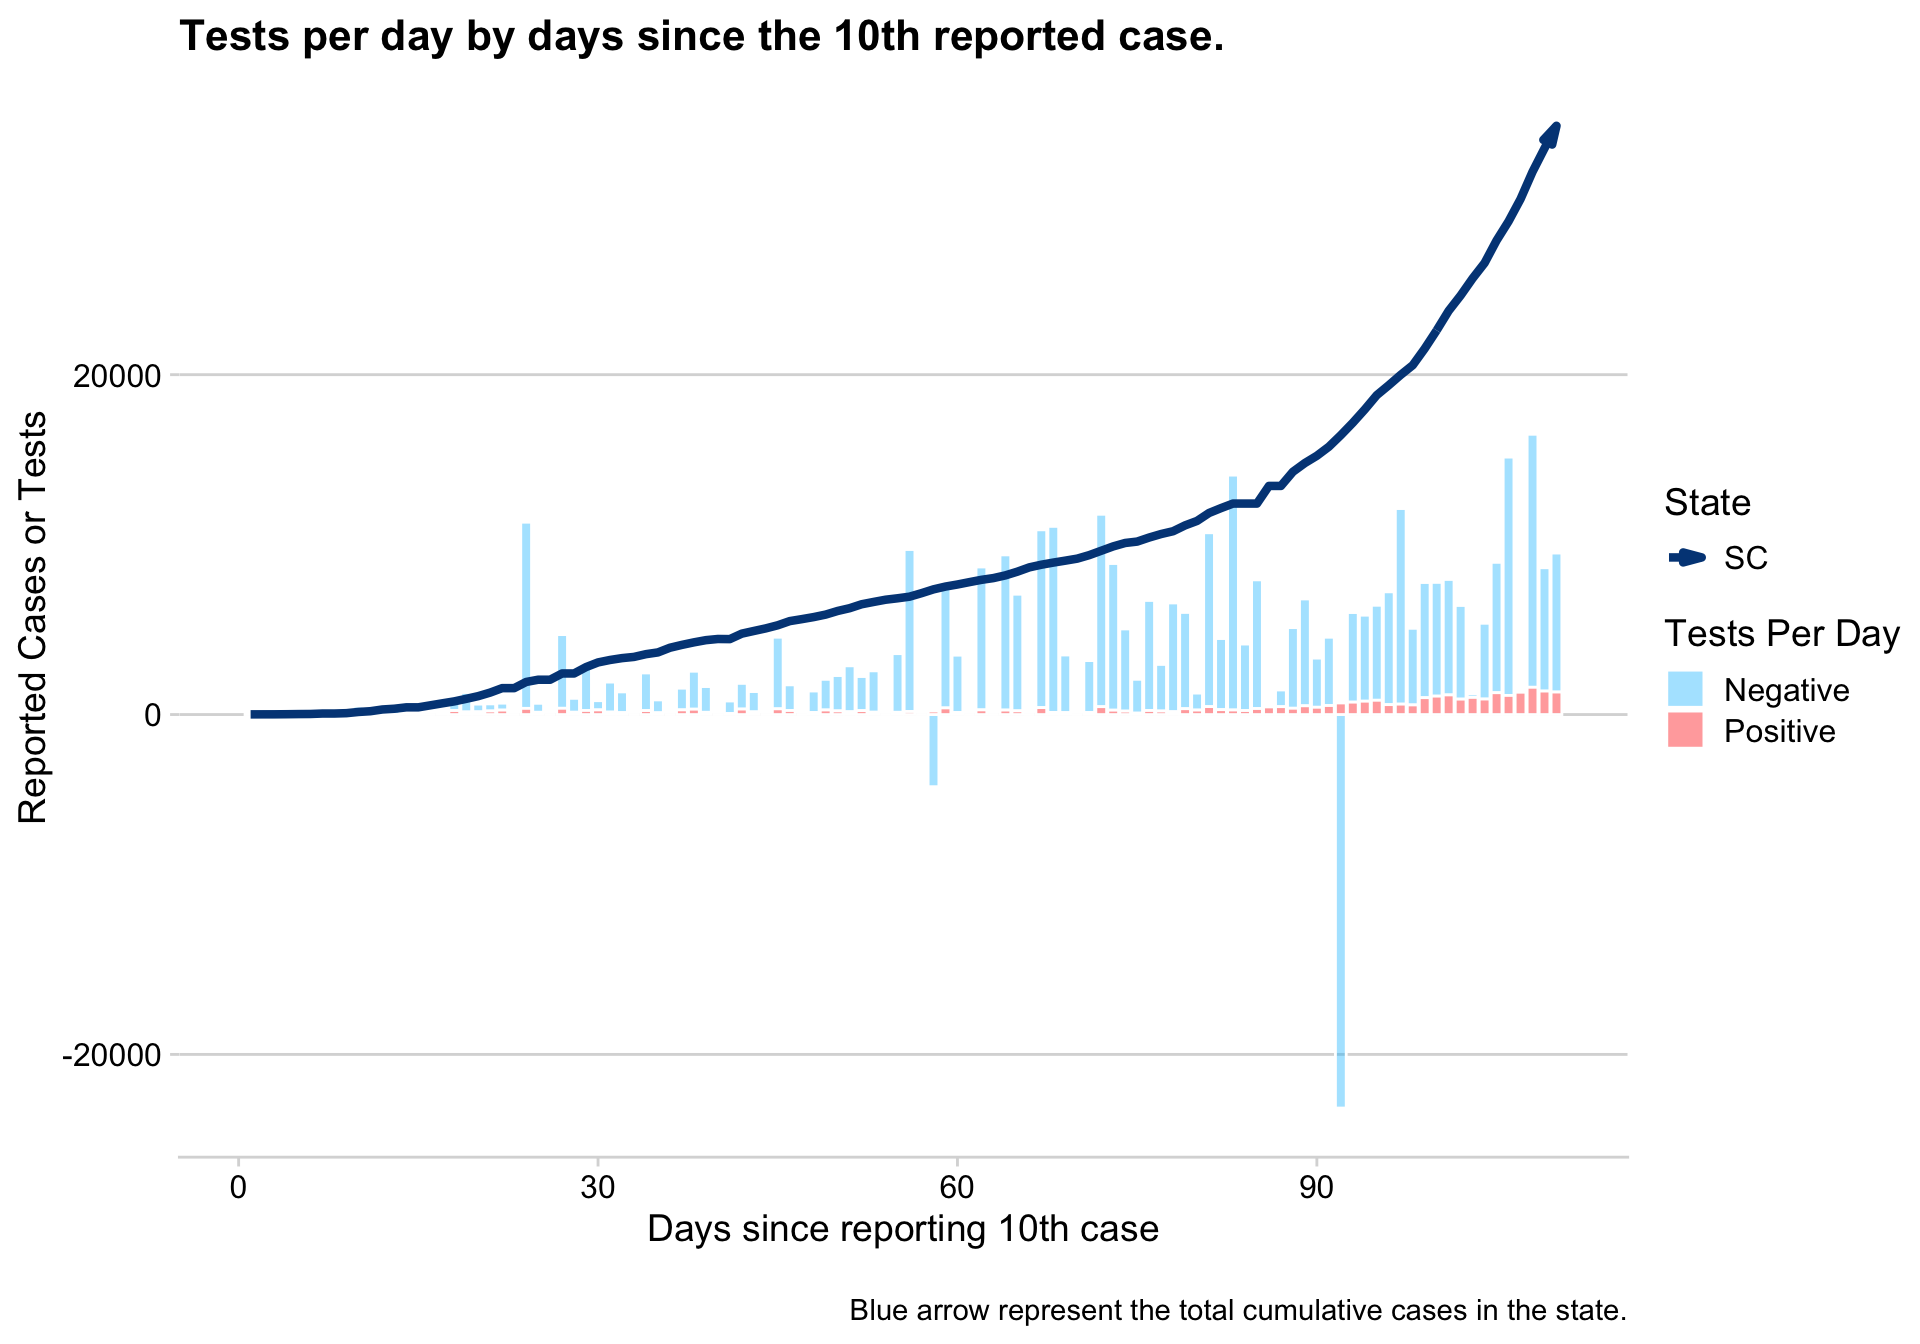 Tests per day by days since the 10th reported case.
Reported Cases or Tests
20000
0
-20000
0
30
60
90
Days since reporting 10th case
State
SC
Tests Per Day
Negative
Positive
Blue arrow represent the total cumulative cases in the state.